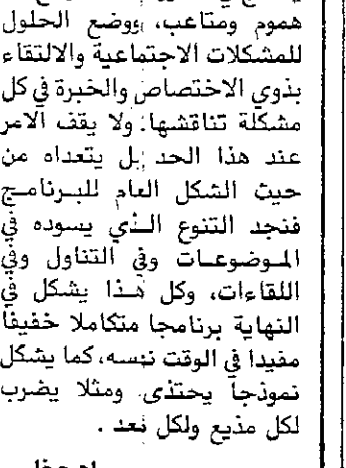 هموم ومتاعب، ووضع الحلول
للمشكلات الاجتماعية والالتقاء
بذوي الاختصاص والخبرة في كل
مشكلة تناقشها. ولا يقف الامر
عند هذا الحد بل يتعداه من
حيث الشكل العام للبرنامج
فنجد التنوع الذي يسوده في
الموضوعات وفي التناول وفي
اللقاءات، وكل هذا يشكل في
النهاية برنامجا متكاملا خفيفا
مفيدا في الوقت نفسه، كما يشكل
نموذجا يحتذى. ومثلا يضرب
لكل مذيع ولكل معد .